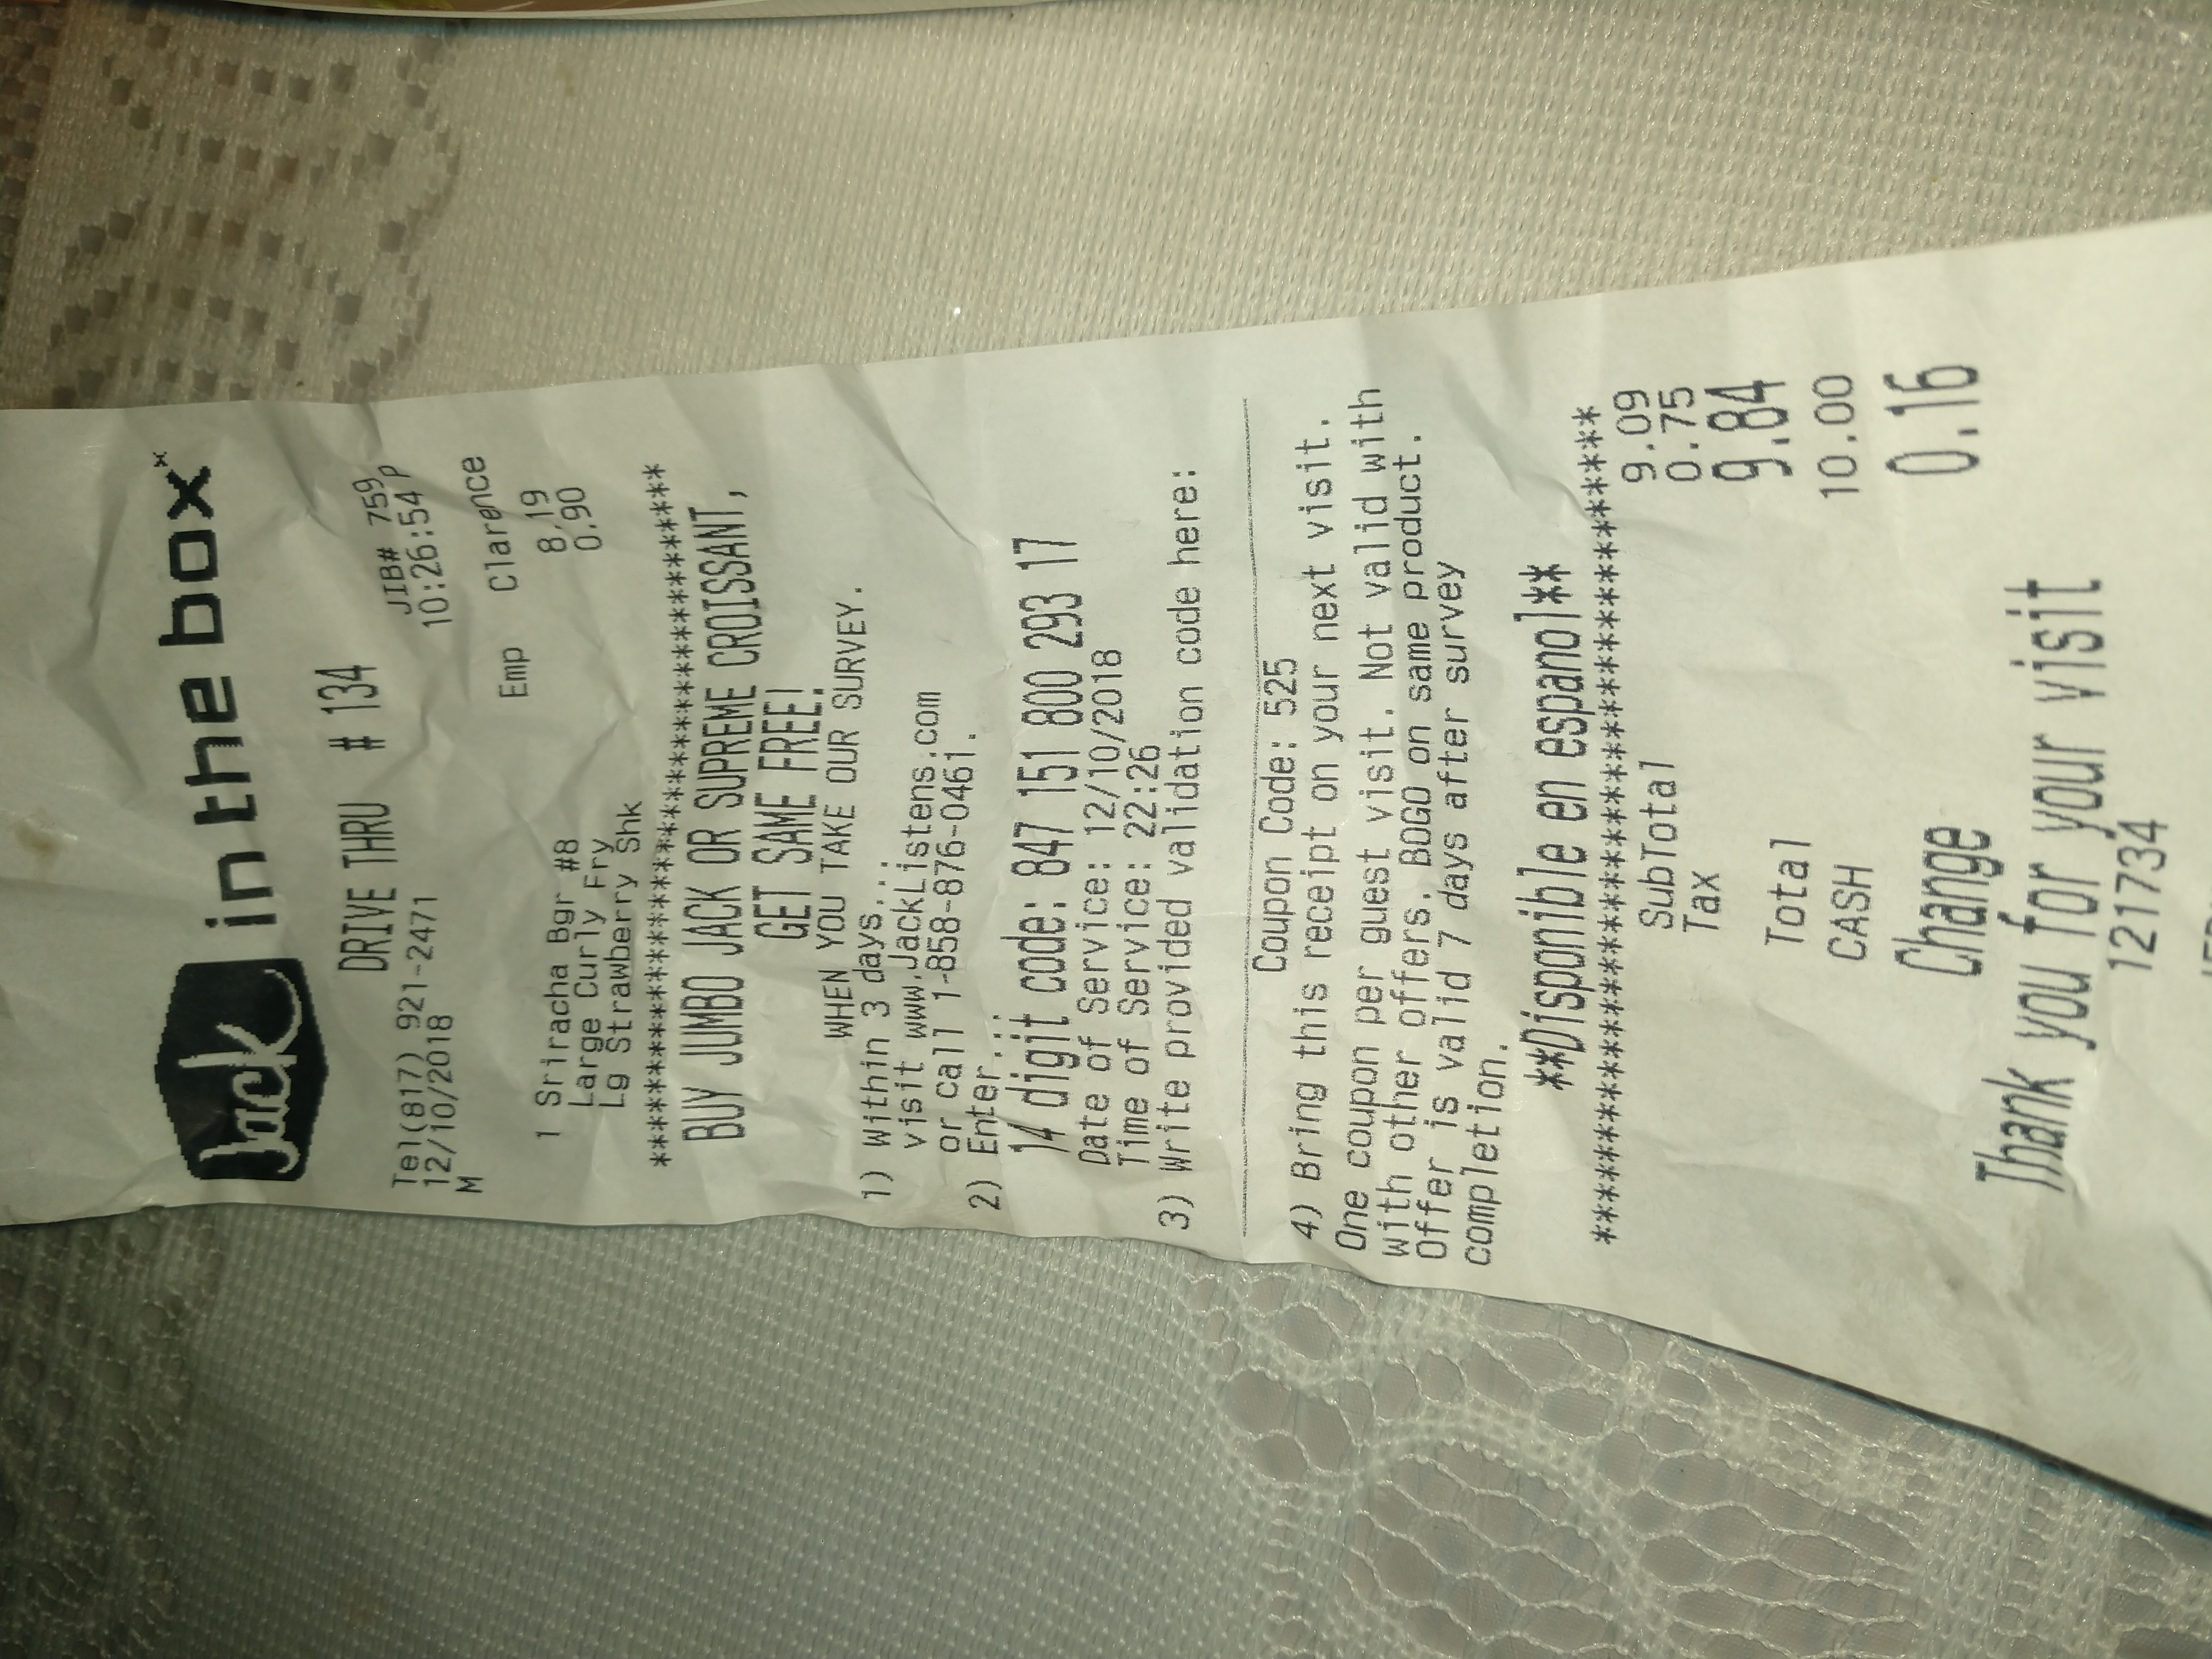 Jack in the box
DRIVE THRU # 134
Tel(817) 921-2471 JIB# 759
12/10/2018 10:26:54 P
M
Emp Clarence
1 Sriracha Bgr #8 8.19
Large Curly Fry 0.90
Lg Strawberry Shk
****************************************
BUY JUMBO JACK OR SUPREME CROISSANT,
GET SAME FREE!
WHEN YOU TAKE OUR SURVEY.
1) Within 3 days...
visit www.JackListens.com
or call 1-858-876-0461.
2) Enter...
14 digit code: 847 151 800 293 17
Date of Service: 12/10/2018
Time of Service: 22:26
3) Write provided validation code here:
Coupon Code: 525
4) Bring this receipt on your next visit.
One coupon per guest visit. Not valid with
with other offers. BOGO on same product.
Offer is valid 7 days after survey
completion.
**Disponible en espanol**
****************************************
SubTotal 9.09
Tax 0.75
Total 9.84
CASH 10.00
Change 0.16
Thank you for your visit
121734